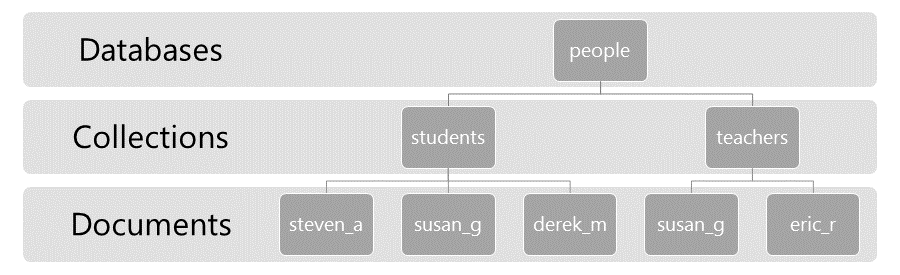 Databases
people
Collections
students
teachers
Documents
steven_a
susan_g
derek_m
susan_g
eric_r